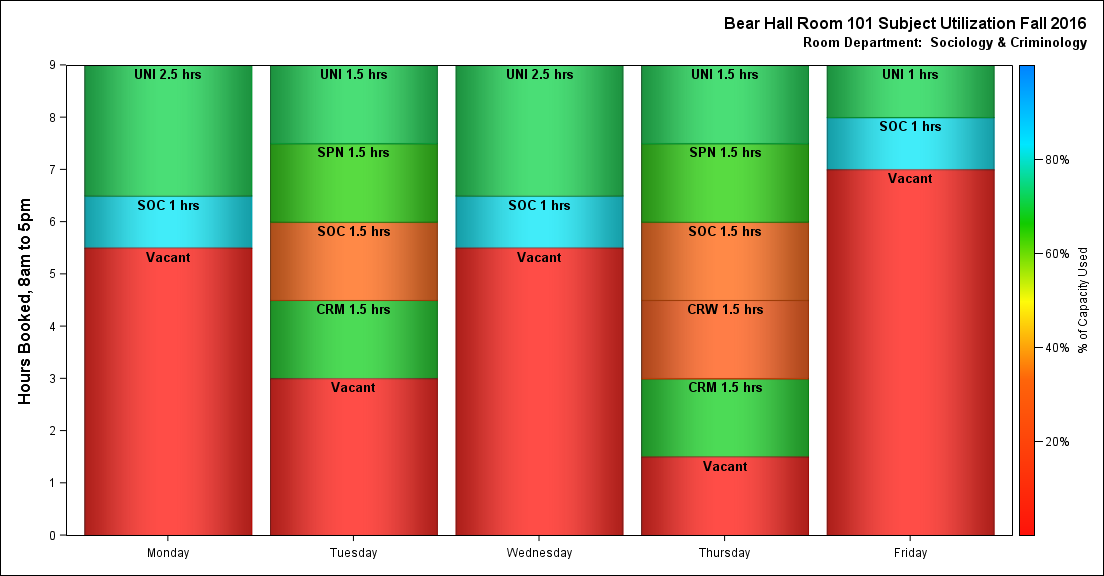 Bear Hall Room 101 Subject Utilization Fall 2016
Room Department: Sociology & Criminology
Hours Booked, 8am to 5pm
9
8
7
6
5
4
3
2
1
0
UNI 2.5 hrs
SOC 1 hrs
Vacant
Monday
UNI 1.5 hrs
SPN 1.5 hrs
SOC 1.5 hrs
CRM 1.5 hrs
Vacant
Tuesday
UNI 2.5 hrs
SOC 1 hrs
Vacant
Wednesday
UNI 1.5 hrs
SPN 1.5 hrs
SOC 1.5 hrs
CRW 1.5 hrs
CRM 1.5 hrs
Vacant
Thursday
UNI 1 hrs
SOC 1 hrs
Vacant
Friday
80%
60%
40%
20%
% of Capacity Used